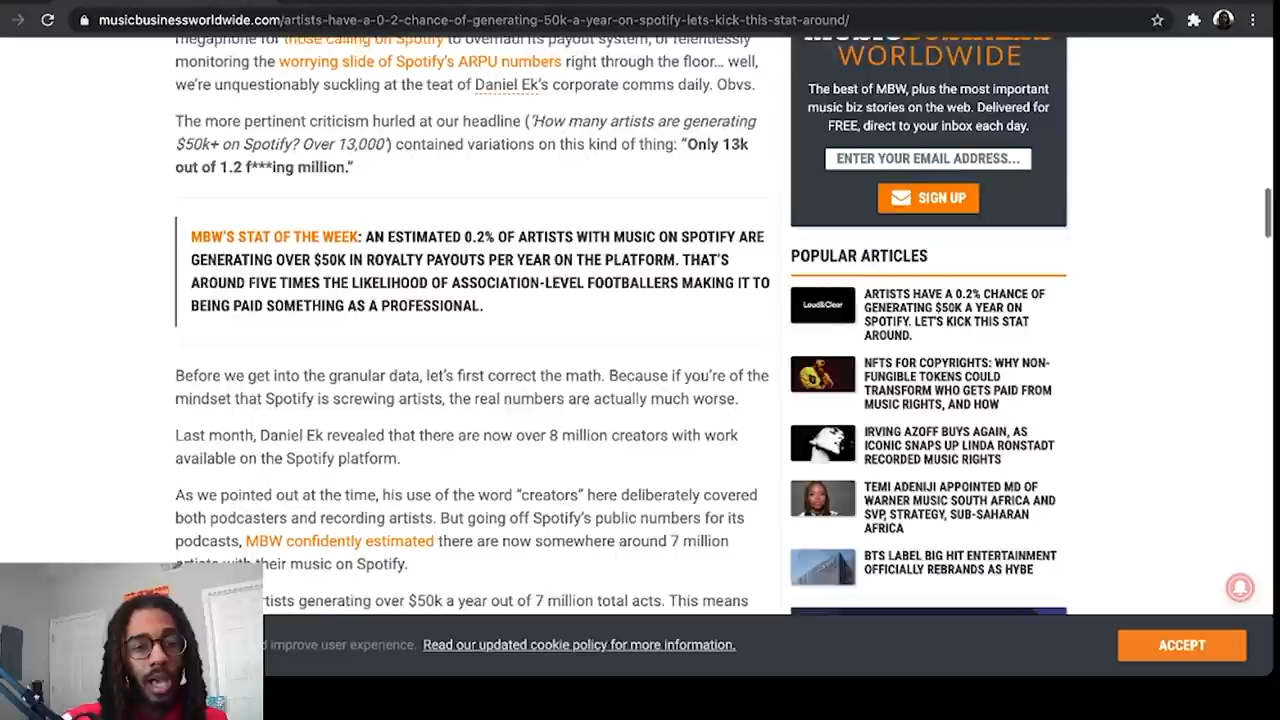 musicbusinessworldwide.com/artists-have-a-0-2-chance-of-generating-50k-a-year-on-spotify-lets-kick-this-stat-around/
megaphone for those calling on Spotify to overhaul its payout system, or relentlessly
monitoring the worrying slide of Spotify's ARPU numbers right through the floor… well,
we're unquestionably suckling at the teat of Daniel Ek's corporate comms daily. Obvs.
The more pertinent criticism hurled at our headline ('How many artists are generating
$50k+ on Spotify? Over 13,000') contained variations on this kind of thing: "Only 13k
out of 1.2 f***ing million."
MBW'S STAT OF THE WEEK: AN ESTIMATED 0.2% OF ARTISTS WITH MUSIC ON SPOTIFY ARE
GENERATING OVER $50K IN ROYALTY PAYOUTS PER YEAR ON THE PLATFORM. THAT'S
AROUND FIVE TIMES THE LIKELIHOOD OF ASSOCIATION-LEVEL FOOTBALLERS MAKING IT TO
BEING PAID SOMETHING AS A PROFESSIONAL.
Before we get into the granular data, let's first correct the math. Because if you're of the
mindset that Spotify is screwing artists, the real numbers are actually much worse.
Last month, Daniel Ek revealed that there are now over 8 million creators with work
available on the Spotify platform.
As we pointed out at the time, his use of the word "creators" here deliberately covered
both podcasters and recording artists. But going off Spotify's public numbers for its
podcasts, MBW confidently estimated there are now somewhere around 7 million
artists with their music on Spotify.
artists generating over $50k a year out of 7 million total acts. This means
MUSIC BUSINESS
WORLDWIDE
The best of MBW, plus the most important
music biz stories on the web. Delivered for
FREE, direct to your inbox each day.
ENTER YOUR EMAIL ADDRESS...
SIGN UP
POPULAR ARTICLES
Loud&Clear
ARTISTS HAVE A 0.2% CHANCE OF
GENERATING $50K A YEAR ON
SPOTIFY. LET'S KICK THIS STAT
AROUND.
NFTS FOR COPYRIGHTS: WHY NON-
FUNGIBLE TOKENS COULD
TRANSFORM WHO GETS PAID FROM
MUSIC RIGHTS, AND HOW
IRVING AZOFF BUYS AGAIN, AS
ICONIC SNAPS UP LINDA RONSTADT
RECORDED MUSIC RIGHTS
TEMI ADENIJI APPOINTED MD OF
WARNER MUSIC SOUTH AFRICA AND
SVP, STRATEGY, SUB-SAHARAN
AFRICA
BTS LABEL BIG HIT ENTERTAINMENT
OFFICIALLY REBRANDS AS HYBE
improve user experience. Read our updated cookie policy for more information.
ACCEPT